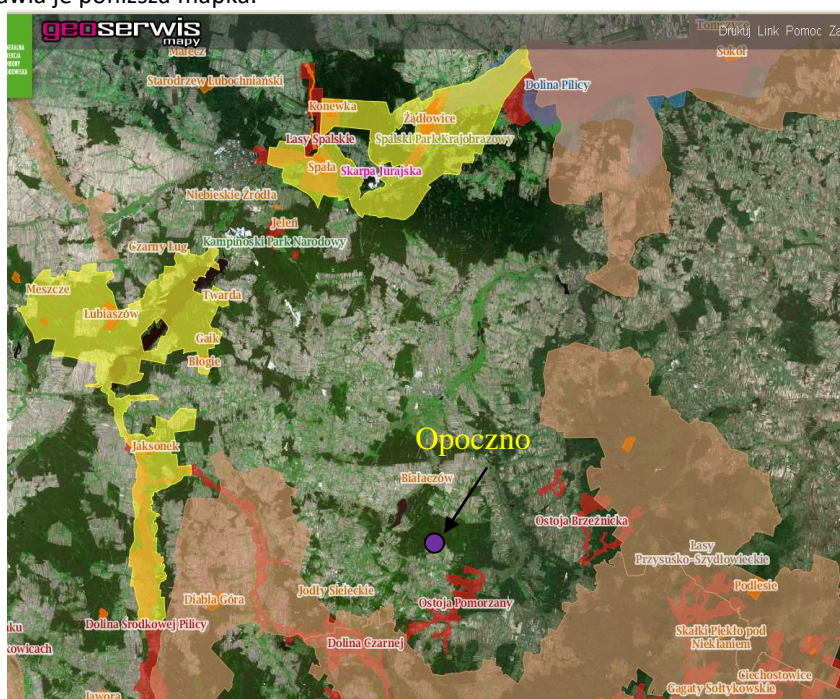 geoserwis
mapy
Drukuj Link Pomoc
Sokół
Starodrzew Lubochniański
Dolina Pilicy
Konewka
Żądłowice
Lasy Spalskie
Spalski Park Krajobrazowy
Spała
Skarpa Jurajska
Niebieskie Źródła
Jeleń
Kampinoski Park Narodowy
Czarny Ług
Meszcze
Twarda
Lubiaszów
Gaik
Błogie
Opoczno
Jaksonek
Białaczów
Ostoja Brzeźnicka
Lasy
Przysusko-Szydłowieckie
Podlesie
Diabla Góra
Jodły Sieleckie
Ostoja Pomorzany
Dolina Środkowej Pilicy
Dolina Czarnej
Skałki Piekło pod
Niekłaniem
kowicach
Ciechostowice
Gagaty Sołtykowskie
Jawora